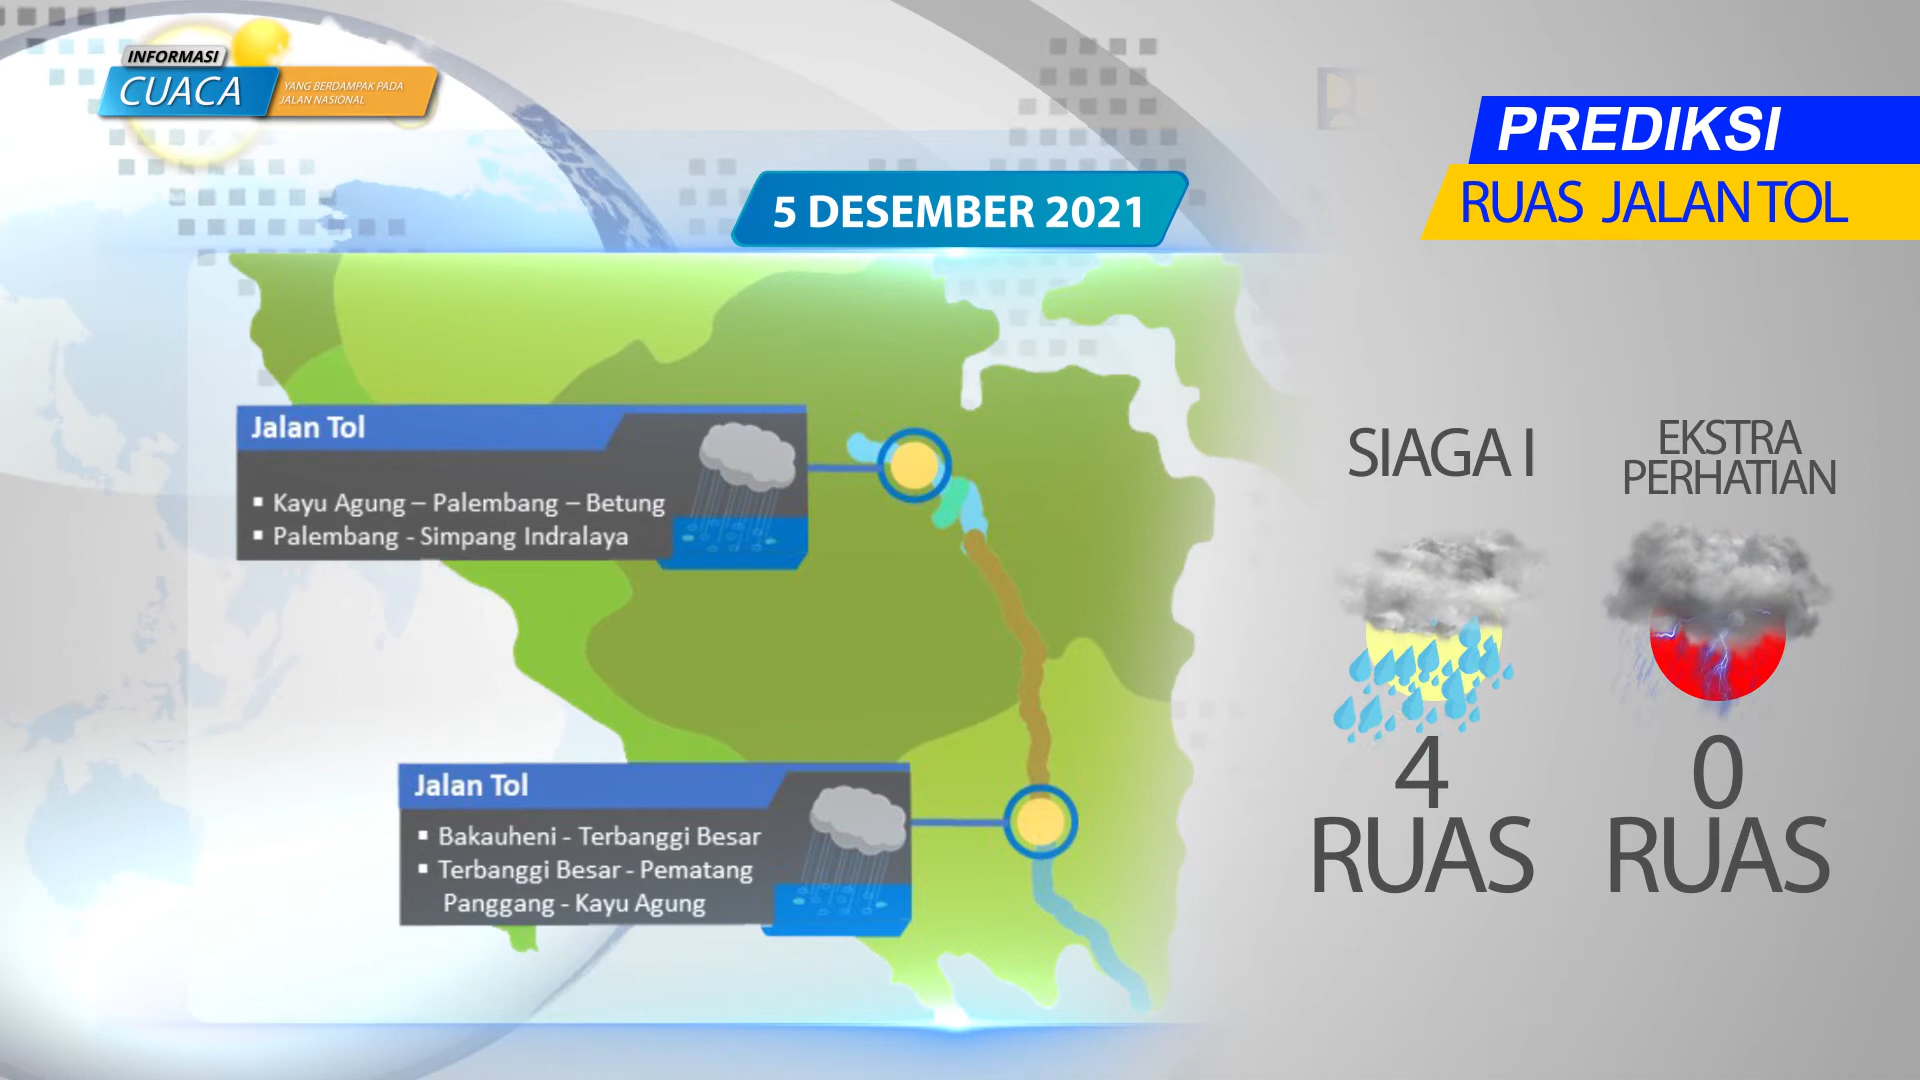 INFORMASI
CUACA
YANG BERDAMPAK PADA
JALAN NASIONAL
PREDIKSI
RUAS JALAN TOL
5 DESEMBER 2021
Jalan Tol
▪ Kayu Agung – Palembang – Betung
▪ Palembang - Simpang Indralaya
Jalan Tol
▪ Bakauheni - Terbanggi Besar
▪ Terbanggi Besar - Pematang
Panggang - Kayu Agung
SIAGA I
4
RUAS
EKSTRA
PERHATIAN
0
RUAS